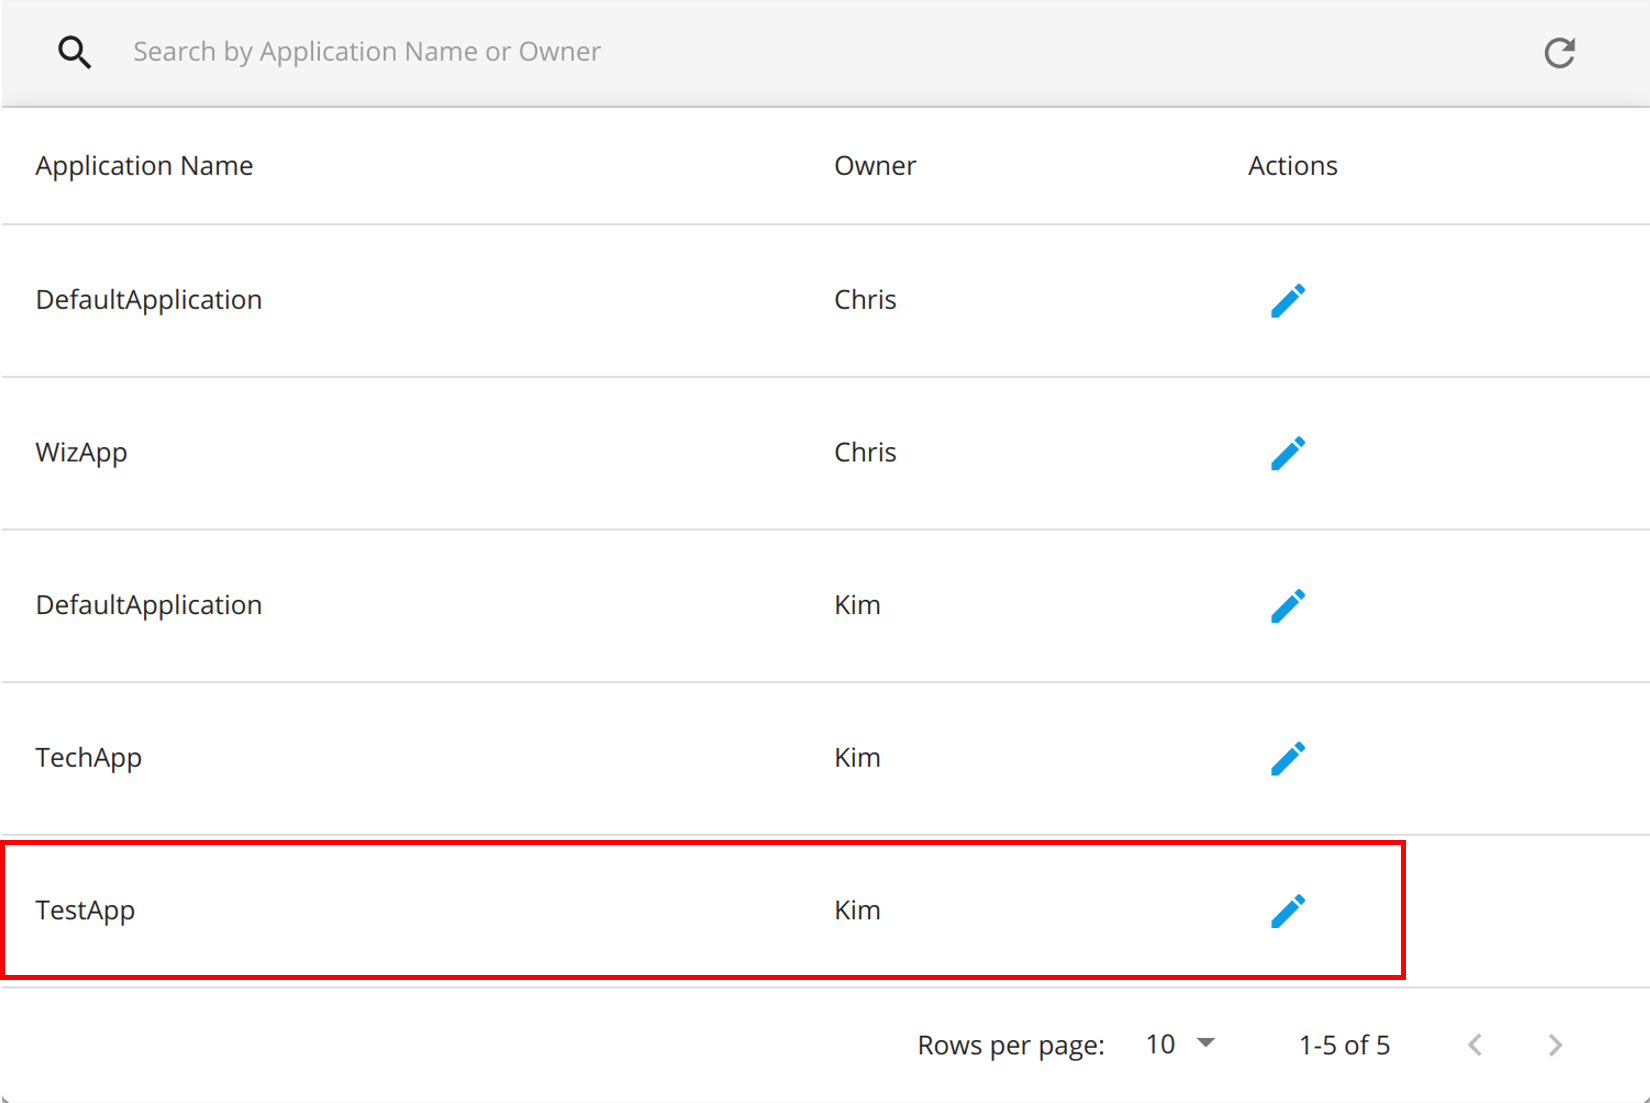 Search by Application Name or Owner
Application Name Owner Actions
DefaultApplication Chris
WizApp Chris
DefaultApplication Kim
TechApp Kim
TestApp Kim
Rows per page: 10 1-5 of 5